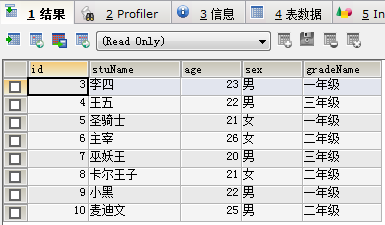 1 结果 2 Profiler 3 信息 4 表数据 5 In
(Read Only)
id stuName age sex gradeName
3 李四 23 男 一年级
4 王五 22 男 三年级
5 圣骑士 21 女 一年级
6 主宰 26 女 二年级
7 巫妖王 20 男 三年级
8 卡尔王子 21 女 二年级
9 小黑 22 男 一年级
10 麦迪文 25 男 二年级